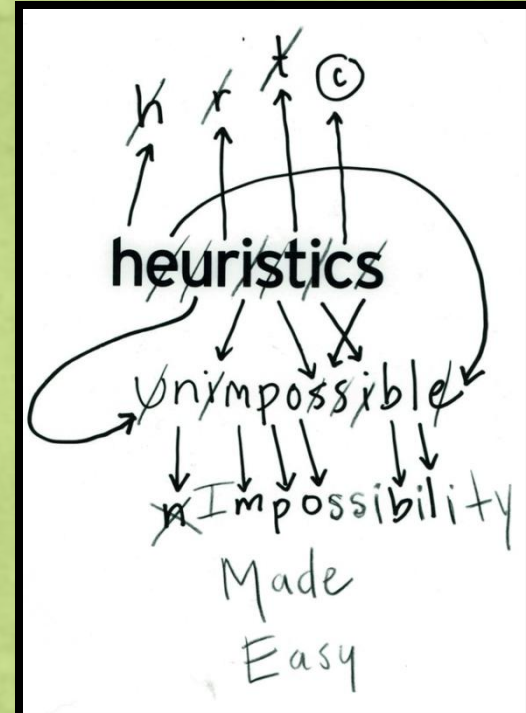 h r t c
heuristics
Unimpossible
nImpossibility
Made
Easy